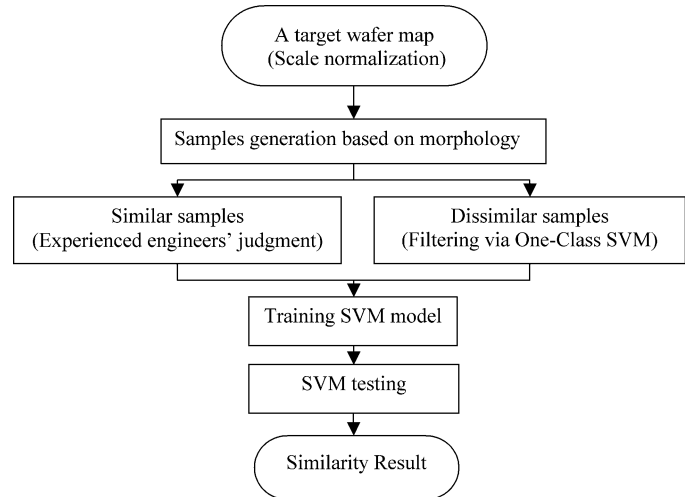 A target wafer map
(Scale normalization)
Samples generation based on morphology
Similar samples
(Experienced engineers’ judgment)
Dissimilar samples
(Filtering via One-Class SVM)
Training SVM model
SVM testing
Similarity Result